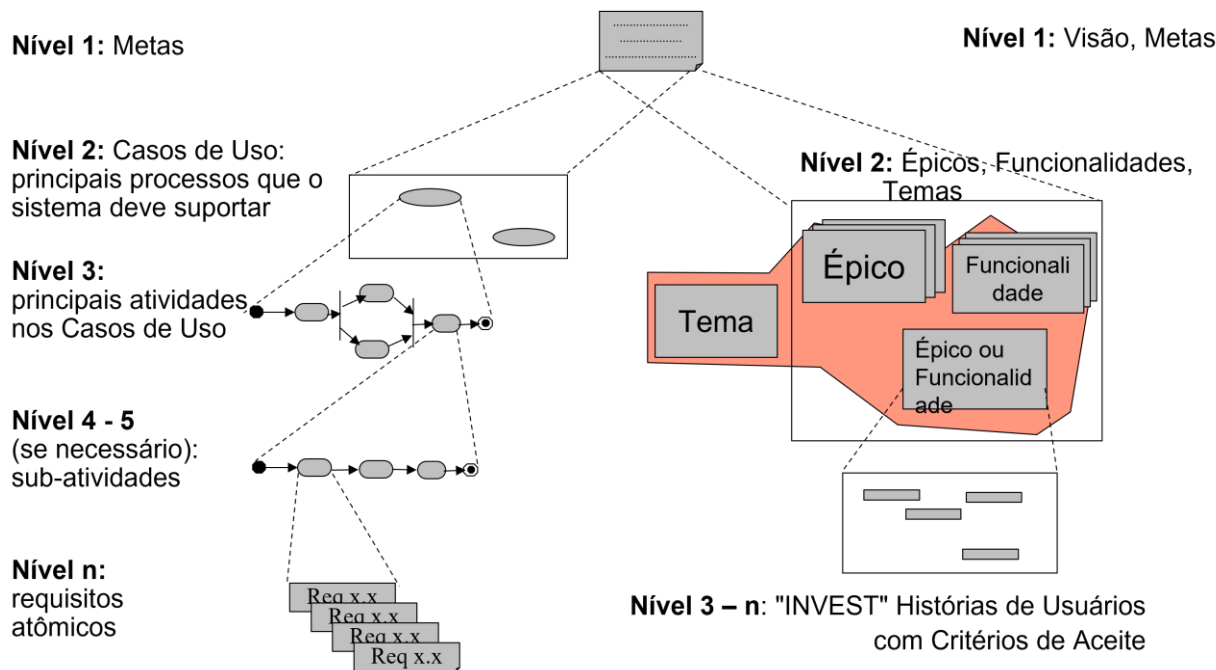 Nível 1: Metas
Nível 1: Visão, Metas
Nível 2: Casos de Uso:
principais processos que o
sistema deve suportar
Nível 2: Épicos, Funcionalidades,
Temas
Nível 3:
principais atividades
nos Casos de Uso
Épico
Funcionali
dade
Tema
Épico ou
Funcionalid
ade
Nível 4 - 5
(se necessário):
sub-atividades
Nível n:
requisitos
atômicos
Req x.x
Req x.x
Req x.x
Req x.x
Nível 3 – n: "INVEST" Histórias de Usuários
com Critérios de Aceite